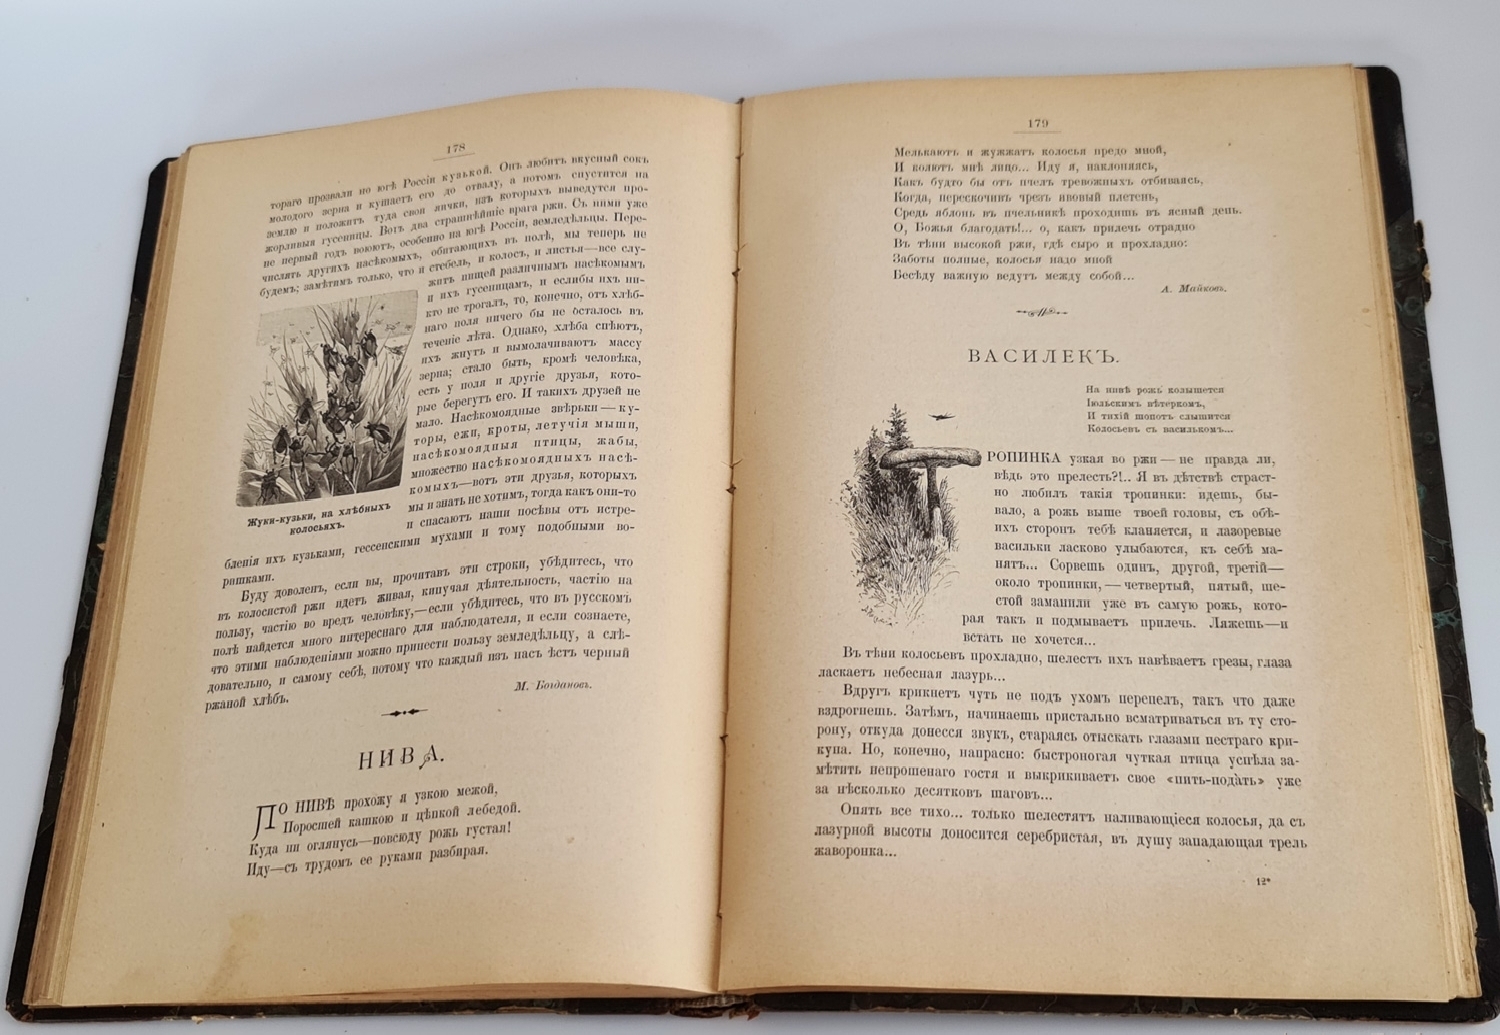 178
тораго прозвали по югѣ Россіи кузькой. Онъ любитъ вкусный сокъ
молодого зерна и кушаетъ его до отвалу, а потомъ спустится на
землю и положитъ туда свои яички, изъ которыхъ выведутся про-
жорливыя гусеницы. Вотъ два страшнѣйшіе врага ржи. Съ ними уже
не первый годъ воюютъ, особенно на югѣ Россіи, земледѣльцы. Пере-
числять другихъ насѣкомыхъ, обитающихъ въ полѣ, мы теперь не
будемъ; замѣтимъ только, что и стебель, и колосъ, и листья—все слу-
житъ пищей различнымъ насѣкомымъ
и ихъ гусеницамъ, и еслибы ихъ ни-
кто не трогалъ, то, конечно, отъ хлѣб-
наго поля ничего бы не осталось въ
теченіе лѣта. Однако, хлѣба спѣютъ,
ихъ жнутъ и вымолачиваютъ массу
зерна; стало быть, кромѣ человѣка,
есть у поля и другіе друзья, кото-
рые берегутъ его. И такихъ друзей не
мало. Насѣкомоядные звѣрьки—ку-
торы, ежи, кроты, летучія мыши,
насѣкомоядныя птицы, жабы,
множество насѣкомоядныхъ насѣ-
комыхъ—вотъ эти друзья, которыхъ
мы и знать не хотимъ, тогда какъ они-то
и спасаютъ наши посѣвы отъ истре-
Жуки-кузьки, на хлѣбныхъ
колосьяхъ.
бленія ихъ кузьками, гессенскими мухами и тому подобными во-
ришками.
Буду доволенъ, если вы, прочитавъ эти строки, убѣдитесь, что
въ колосистой ржи идетъ живая, кипучая дѣятельность, частію на
пользу, частію во вредъ человѣку,—если убѣдитесь, что въ русскомъ
полѣ найдется много интереснаго для наблюдателя, и если сознаете,
что этими наблюденіями можно принести пользу земледѣльцу, а слѣ-
довательно, и самому себѣ, потому что каждый изъ насъ ѣстъ черный
ржаной хлѣбъ.
М. Богдановъ.
НИВА.
ПО НИВѢ прохожу я узкою межой,
Поросшей кашкою и цѣпкой лебедой.
Куда ни оглянусь—повсюду рожь густая!
Иду—съ трудомъ ее руками разбирая.
179
Мелькаютъ и жужжатъ колосья предо мной,
И колютъ мнѣ лицо... Иду я, наклоняясь,
Какъ будто бы отъ пчелъ тревожныхъ отбиваясь,
Когда, перескочивъ чрезъ ивовый плетень,
Средь яблонь въ пчельникѣ проходишь въ ясный день.
О, Божья благодать!... о, какъ прилечь отрадно
Въ тѣни высокой ржи, гдѣ сыро и прохладно:
Заботы полные, колосья надо мной
Бесѣду важную ведутъ между собой...
А. Майковъ.
ВАСИЛЕКЪ.
На нивѣ рожь колышется
Іюльскимъ вѣтеркомъ,
И тихій шопотъ слышится
Колосьевъ съ василькомъ...
ТРОПИНКА узкая во ржи—не правда ли,
вѣдь это прелесть?!.. Я въ дѣтствѣ страст-
но любилъ такія тропинки: идешь, бы-
вало, а рожь выше твоей головы, съ обѣ-
ихъ сторонъ тебѣ кланяется, и лазоревые
васильки ласково улыбаются, къ себѣ ма-
нятъ... Сорвешь одинъ, другой, третій—
около тропинки,—четвертый, пятый, ше-
стой заманили уже въ самую рожь, кото-
рая такъ и подмываетъ прилечь. Ляжешь—и
встать не хочется...
Въ тѣни колосьевъ прохладно, шелестъ ихъ навѣваетъ грезы, глаза
ласкаетъ небесная лазурь...
Вдругъ крикнетъ чуть не подъ ухомъ перепелъ, такъ что даже
вздрогнешь. Затѣмъ, начинаешь пристально всматриваться въ ту сто-
рону, откуда донесся звукъ, стараясь отыскать глазами пестраго кри-
куна. Но, конечно, напрасно: быстроногая чуткая птица успѣла за-
мѣтить непрошенаго гостя и выкрикиваетъ свое «пить-подать» уже
за нѣсколько десятковъ шаговъ...
Опять все тихо... только шелестятъ наливающіеся колосья, да съ
лазурной высоты доносится серебристая, въ душу западающая трель
жаворонка...
12*